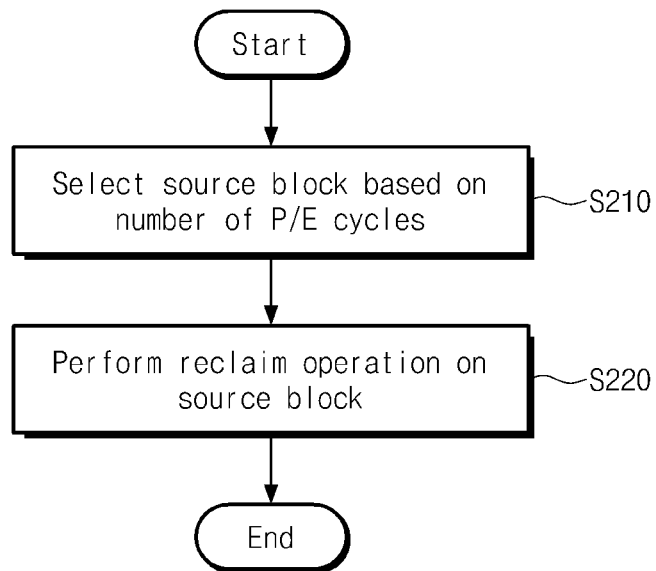 Start
Select source block based on
number of P/E cycles
S210
Perform reclaim operation on
source block
S220
End